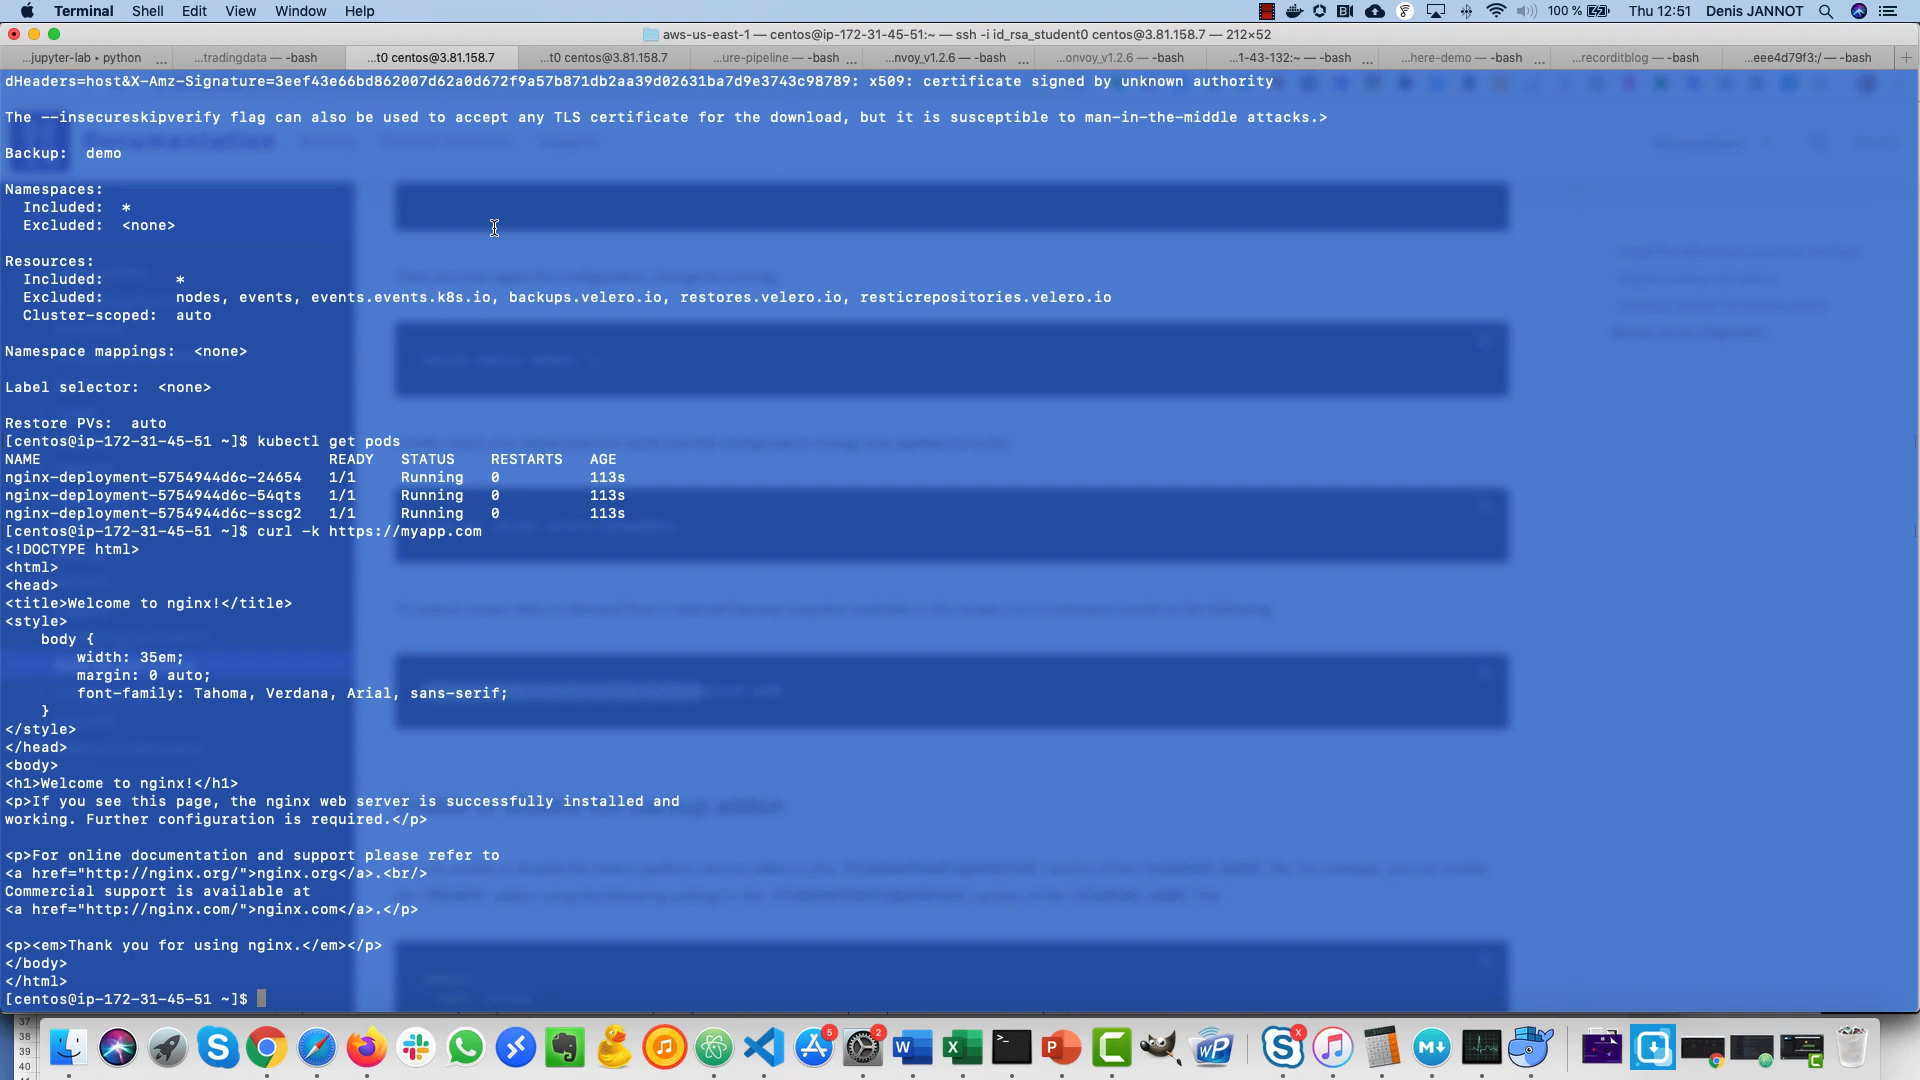 Terminal Shell Edit View Window Help 100 % Thu 12:51 Denis JANNOT
aws-us-east-1 — centos@ip-172-31-45-51:~ — ssh -i id_rsa_student0 centos@3.81.158.7 — 212×52
...jupyter-lab ▸ python ... ...tradingdata — -bash ...t0 centos@3.81.158.7 ...t0 centos@3.81.158.7 ...ure-pipeline — -bash ... ...nvoy_v1.2.6 — -bash ... ...onvoy_v1.2.6 — -bash ...1-43-132:~ — -bash ... ...here-demo — -bash ... ...recorditblog — -bash ...eee4d79f3:/ — -bash
dHeaders=host&X-Amz-Signature=3eef43e66bd862007d62a0d672f9a57b871db2aa39d02631ba7d9e3743c98789: x509: certificate signed by unknown authority
The --insecureskipverify flag can also be used to accept any TLS certificate for the download, but it is susceptible to man-in-the-middle attacks.>
Backup:  demo
Namespaces:
  Included:  *
  Excluded:  <none>
Resources:
  Included:        *
  Excluded:        nodes, events, events.events.k8s.io, backups.velero.io, restores.velero.io, resticrepositories.velero.io
  Cluster-scoped:  auto
Namespace mappings:  <none>
Label selector:  <none>
Restore PVs:  auto
[centos@ip-172-31-45-51 ~]$ kubectl get pods
NAME                                READY   STATUS    RESTARTS   AGE
nginx-deployment-5754944d6c-24654   1/1     Running   0          113s
nginx-deployment-5754944d6c-54qts   1/1     Running   0          113s
nginx-deployment-5754944d6c-sscg2   1/1     Running   0          113s
[centos@ip-172-31-45-51 ~]$ curl -k https://myapp.com
<!DOCTYPE html>
<html>
<head>
<title>Welcome to nginx!</title>
<style>
    body {
        width: 35em;
        margin: 0 auto;
        font-family: Tahoma, Verdana, Arial, sans-serif;
    }
</style>
</head>
<body>
<h1>Welcome to nginx!</h1>
<p>If you see this page, the nginx web server is successfully installed and
working. Further configuration is required.</p>
<p>For online documentation and support please refer to
<a href="http://nginx.org/">nginx.org</a>.<br/>
Commercial support is available at
<a href="http://nginx.com/">nginx.com</a>.</p>
<p><em>Thank you for using nginx.</em></p>
</body>
</html>
[centos@ip-172-31-45-51 ~]$
37
38
39
40